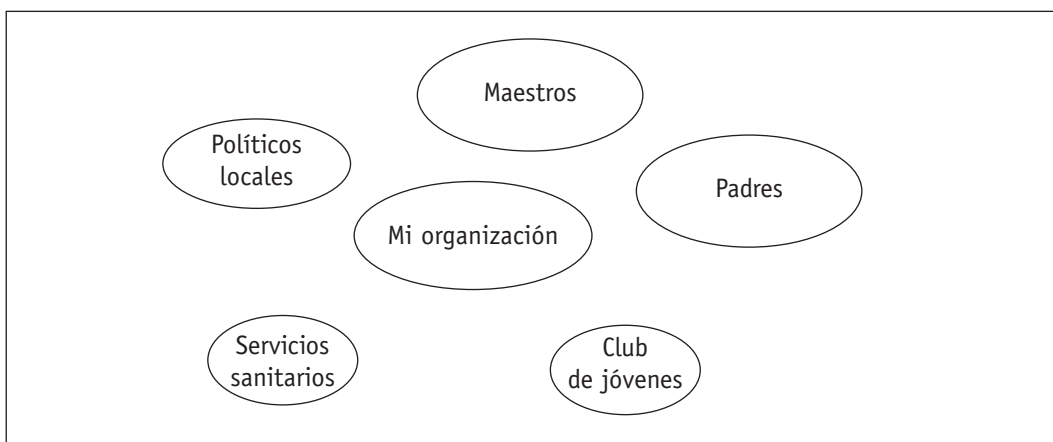 Maestros
Políticos
locales
Padres
Mi organización
Servicios
sanitarios
Club
de jóvenes